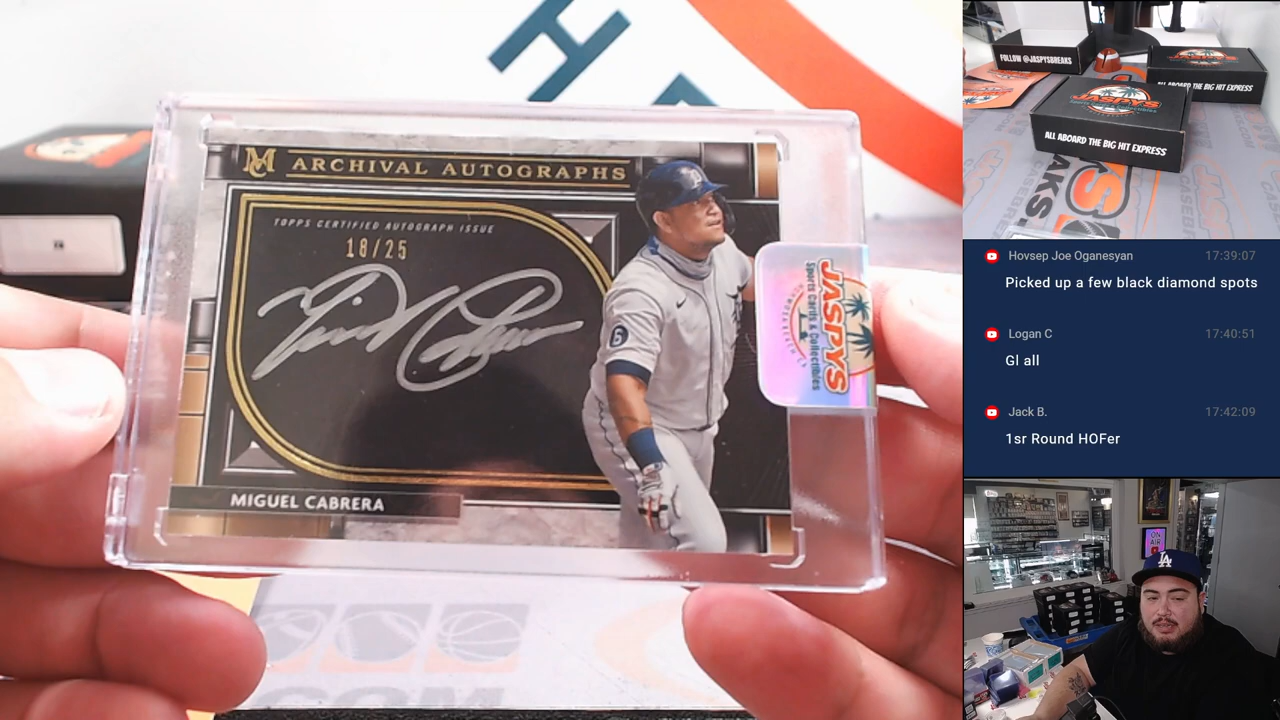 ARCHIVAL AUTOGRAPHS
TOPPS CERTIFIED AUTOGRAPH ISSUE
18/25
MIGUEL CABRERA
JASPYS
Sports Cards & Collectibles
FOLLOW @JASPYSBREAKS
ALL ABOARD THE BIG HIT EXPRESS
JASPYS
ALL ABOARD THE BIG HIT EXPRESS
Hovsep Joe Oganesyan 17:39:07
Picked up a few black diamond spots
Logan C 17:40:51
Gl all
Jack B. 17:42:09
1sr Round HOFer
ON AIR
LA